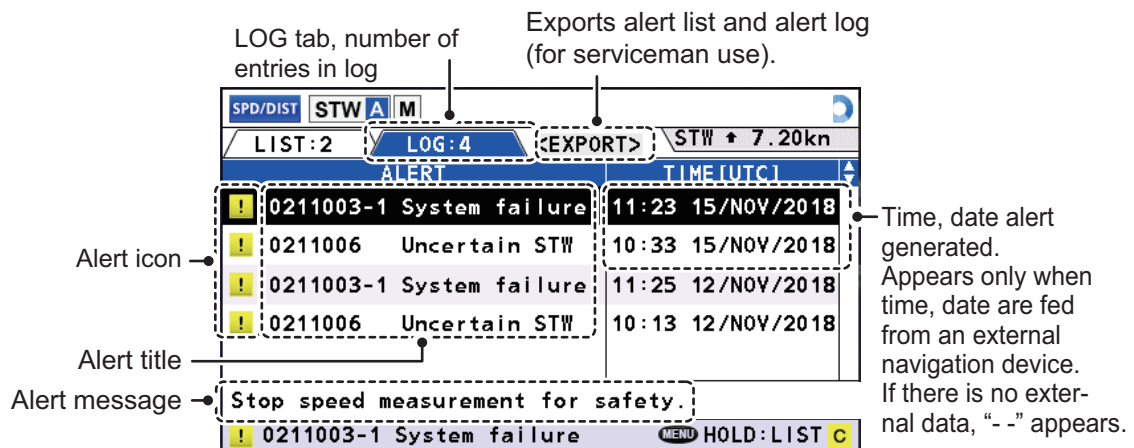 LOG tab, number of
entries in log
Exports alert list and alert log
(for serviceman use).
SPD/DIST STW A M
LIST:2 LOG:4 <EXPORT> STW ↑ 7.20kn
ALERT TIME[UTC]
! 0211003-1 System failure 11:23 15/NOV/2018
! 0211006 Uncertain STW 10:33 15/NOV/2018
! 0211003-1 System failure 11:25 12/NOV/2018
! 0211006 Uncertain STW 10:13 12/NOV/2018
Stop speed measurement for safety.
! 0211003-1 System failure MENU HOLD:LIST C
Alert icon
Alert title
Alert message
Time, date alert
generated.
Appears only when
time, date are fed
from an external
navigation device.
If there is no exter-
nal data, “- -” appears.